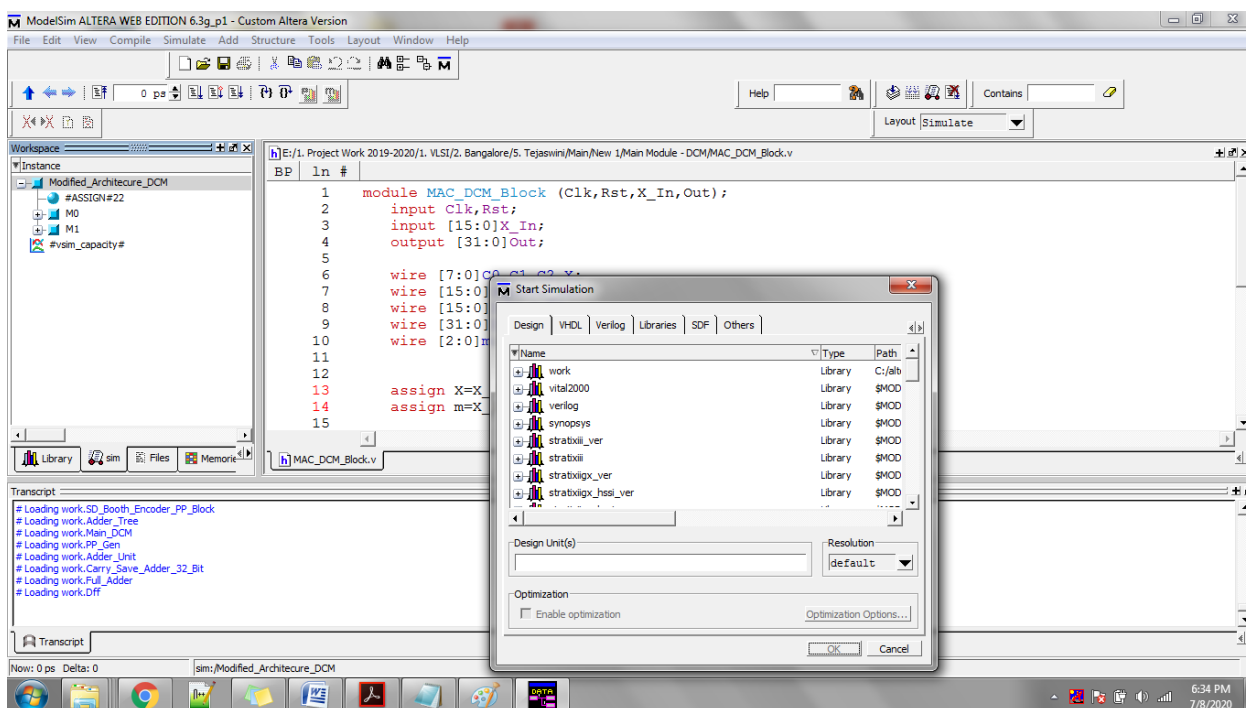 ModelSim ALTERA WEB EDITION 6.3g_p1 - Custom Altera Version
File Edit View Compile Simulate Add Structure Tools Layout Window Help
0 ps
Help
Contains
Layout Simulate
Workspace
Instance
Modified_Architecure_DCM
#ASSIGN#22
M0
M1
#vsim_capacity#
Library sim Files Memorie
E:/1. Project Work 2019-2020/1. VLSI/2. Bangalore/5. Tejaswini/Main/New 1/Main Module - DCM/MAC_DCM_Block.v
BP ln #
1 module MAC_DCM_Block (Clk,Rst,X_In,Out);
2 input Clk,Rst;
3 input [15:0]X_In;
4 output [31:0]Out;
5
6 wire [7:0]C0,C1,C2,X;
7 wire [15:0]
8 wire [15:0]
9 wire [31:0]
10 wire [2:0]m
11
12
13 assign X=X_
14 assign m=X_
15
h MAC_DCM_Block.v
Start Simulation
Design VHDL Verilog Libraries SDF Others
Name Type Path
work Library C:/alt
vital2000 Library $MOD
verilog Library $MOD
synopsys Library $MOD
stratixiii_ver Library $MOD
stratixiii Library $MOD
stratixiigx_ver Library $MOD
stratixiigx_hssi_ver Library $MOD
Design Unit(s)
Resolution
default
Optimization
Enable optimization
Optimization Options...
OK Cancel
Transcript
# Loading work.SD_Booth_Encoder_PP_Block
# Loading work.Adder_Tree
# Loading work.Main_DCM
# Loading work.PP_Gen
# Loading work.Adder_Unit
# Loading work.Carry_Save_Adder_32_Bit
# Loading work.Full_Adder
# Loading work.Dff
Transcript
Now: 0 ps Delta: 0 sim:/Modified_Architecure_DCM
DATA
6:34 PM
7/8/2020